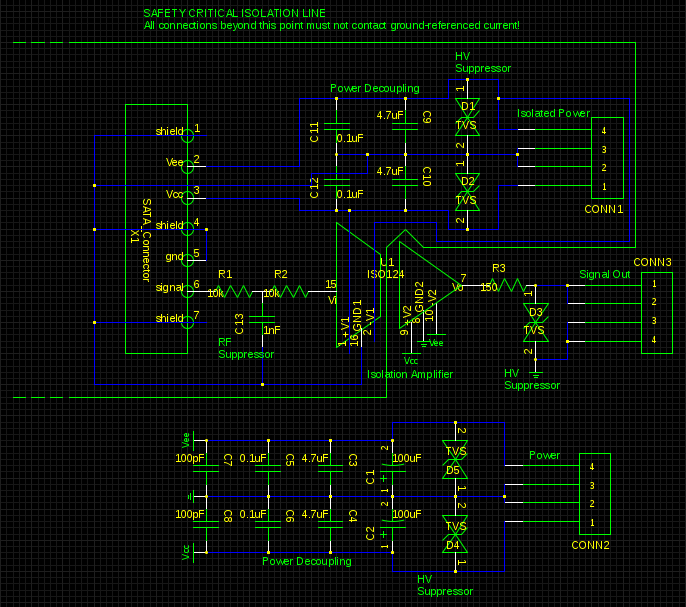 SAFETY CRITICAL ISOLATION LINE
All connections beyond this point must not contact ground-referenced current!
HV
Suppressor
Power Decoupling
1
D1
TVS
2
C11
0.1uF
4.7uF
C9
Isolated Power
4
3
2
1
CONN1
C12
0.1uF
4.7uF
C10
1
D2
TVS
2
SATA_Connector
X1
shield 1
Vee 2
Vcc 3
shield 4
gnd 5
signal 6
shield 7
R1
10k
R2
10k
C13
1nF
RF
Suppressor
15
Vi
U1
ISO124
1 +V1
16 GND1
2 -V1
9 +V2
8 GND2
10 -V2
7
Vo
Vcc
Vee
Isolation Amplifier
R3
150
1
D3
TVS
2
HV
Suppressor
Signal Out
CONN3
1
2
3
4
Vee
100pF
C7
0.1uF
C5
4.7uF
C3
2
C1
+
1
100uF
2
TVS
D5
1
Power
4
3
2
1
CONN2
100pF
C8
0.1uF
C6
4.7uF
C4
2
C2
+
1
100uF
2
TVS
D4
1
Vcc
Power Decoupling
HV
Suppressor